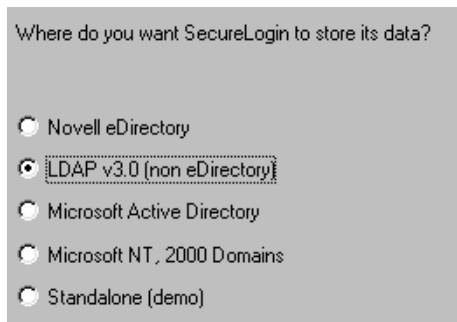 Where do you want SecureLogin to store its data?
Novell eDirectory
LDAP v3.0 (non eDirectory)
Microsoft Active Directory
Microsoft NT, 2000 Domains
Standalone (demo)